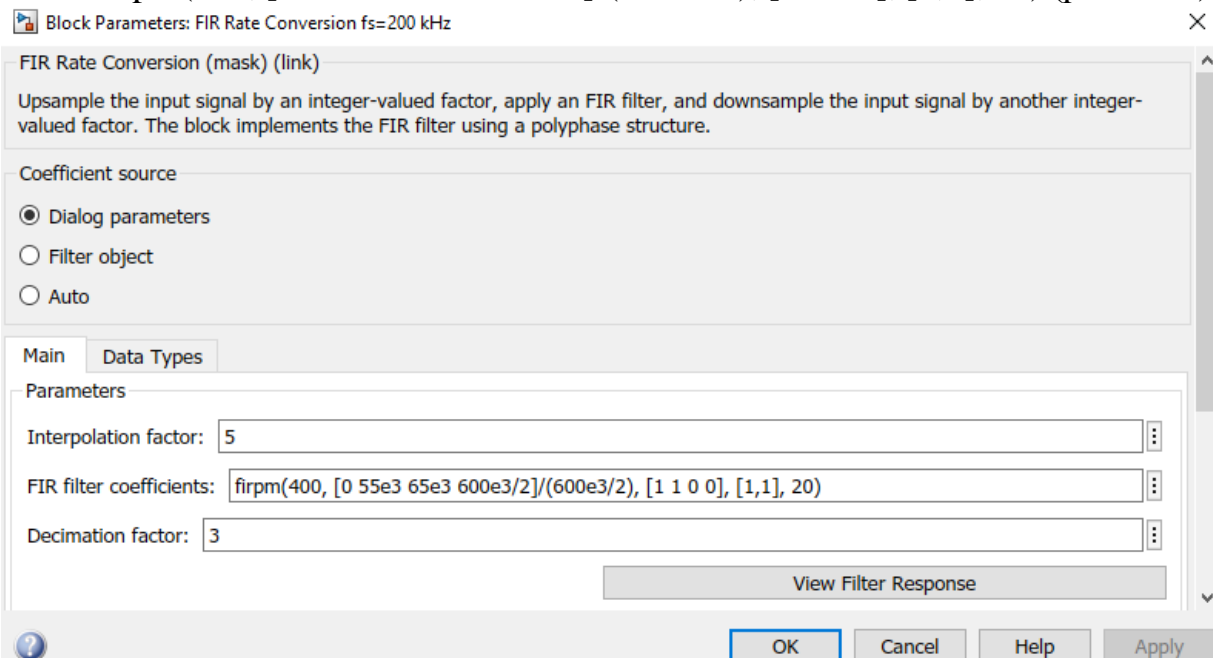 Block Parameters: FIR Rate Conversion fs=200 kHz
FIR Rate Conversion (mask) (link)
Upsample the input signal by an integer-valued factor, apply an FIR filter, and downsample the input signal by another integer-
valued factor. The block implements the FIR filter using a polyphase structure.
Coefficient source
Dialog parameters
Filter object
Auto
Main Data Types
Parameters
Interpolation factor: 5
FIR filter coefficients: firpm(400, [0 55e3 65e3 600e3/2]/(600e3/2), [1 1 0 0], [1,1], 20)
Decimation factor: 3
View Filter Response
OK Cancel Help Apply